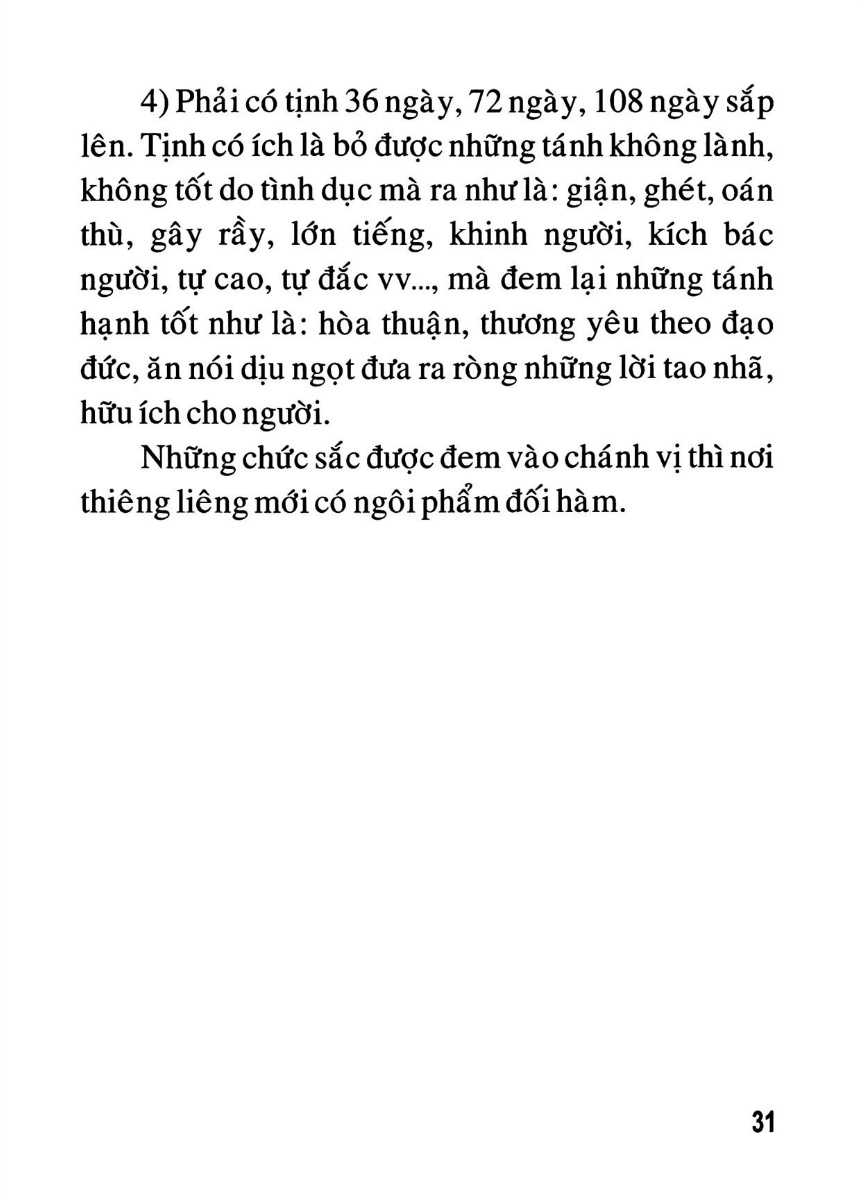 4) Phải có tịnh 36 ngày, 72 ngày, 108 ngày sắp
lên. Tịnh có ích là bỏ được những tánh không lành,
không tốt do tình dục mà ra như là: giận, ghét, oán
thù, gây rầy, lớn tiếng, khinh người, kích bác
người, tự cao, tự đắc vv..., mà đem lại những tánh
hạnh tốt như là: hòa thuận, thương yêu theo đạo
đức, ăn nói dịu ngọt đưa ra ròng những lời tao nhã,
hữu ích cho người.
Những chức sắc được đem vào chánh vị thì nơi
thiêng liêng mới có ngôi phẩm đối hàm.
31